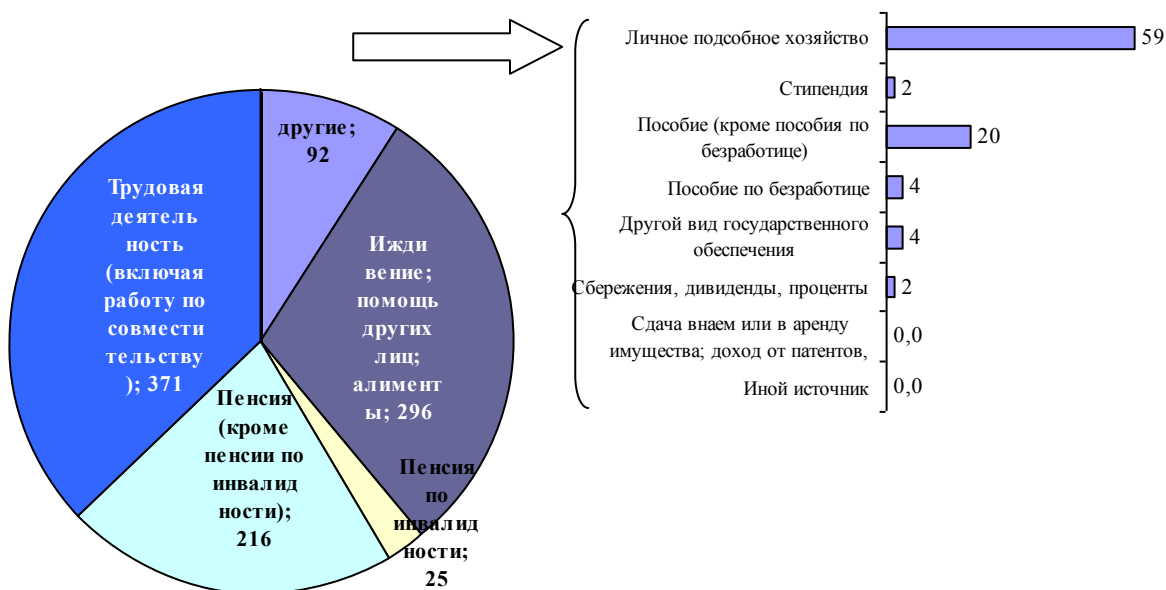 другие;
92
Трудовая
деятель
ность
(включая
работу по
совмести
тельству
); 371
Ижди
вение;
помощь
других
лиц;
алимент
ы; 296
Пенсия
(кроме
пенсии по
инвалид
ности);
216
Пенсия
по
инвалид
ности;
25
Личное подсобное хозяйство
59
Стипендия
2
Пособие (кроме пособия по
безработице)
20
Пособие по безработице
4
Другой вид государственного
обеспечения
4
Сбережения, дивиденды, проценты
2
Сдача внаем или в аренду
имущества; доход от патентов,
0,0
Иной источник
0,0